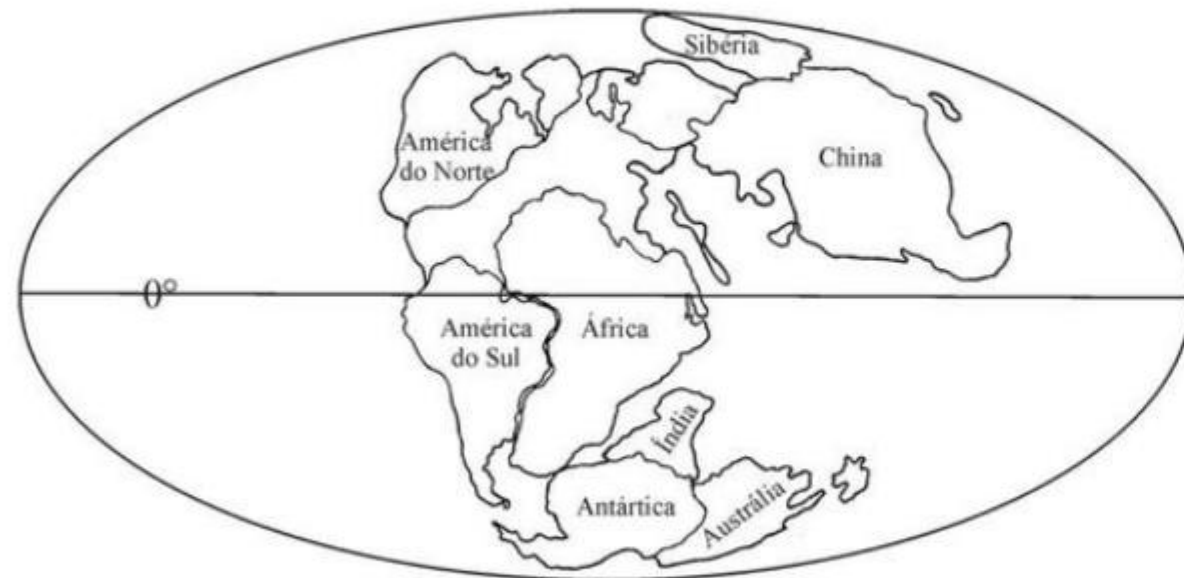 Sibéria
América
do Norte
China
0°
América
do Sul
África
Índia
Antártica
Austrália